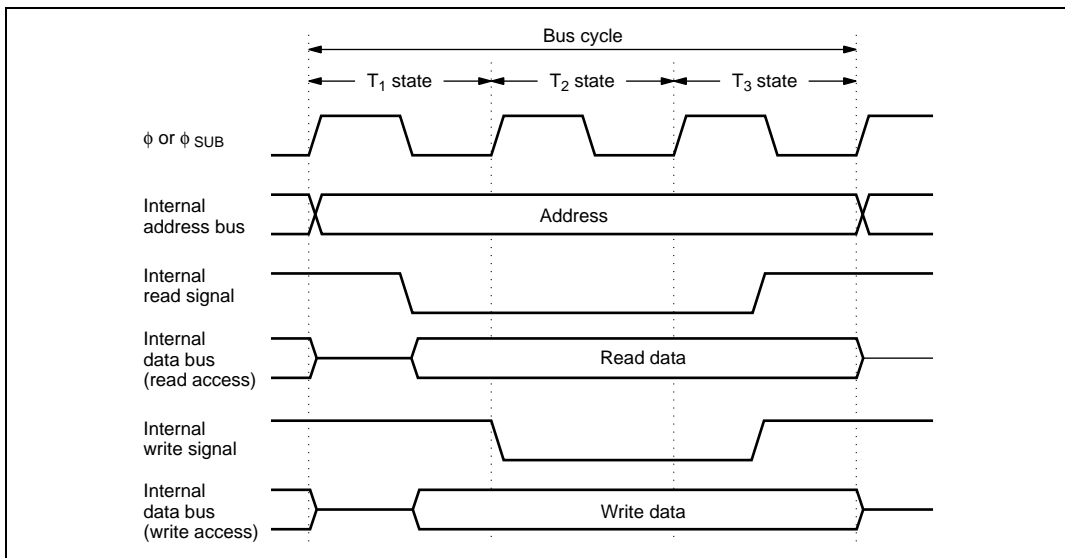 Bus cycle
T1 state
T2 state
T3 state
ϕ or ϕ SUB
Internal
address bus
Address
Internal
read signal
Internal
data bus
(read access)
Read data
Internal
write signal
Internal
data bus
(write access)
Write data